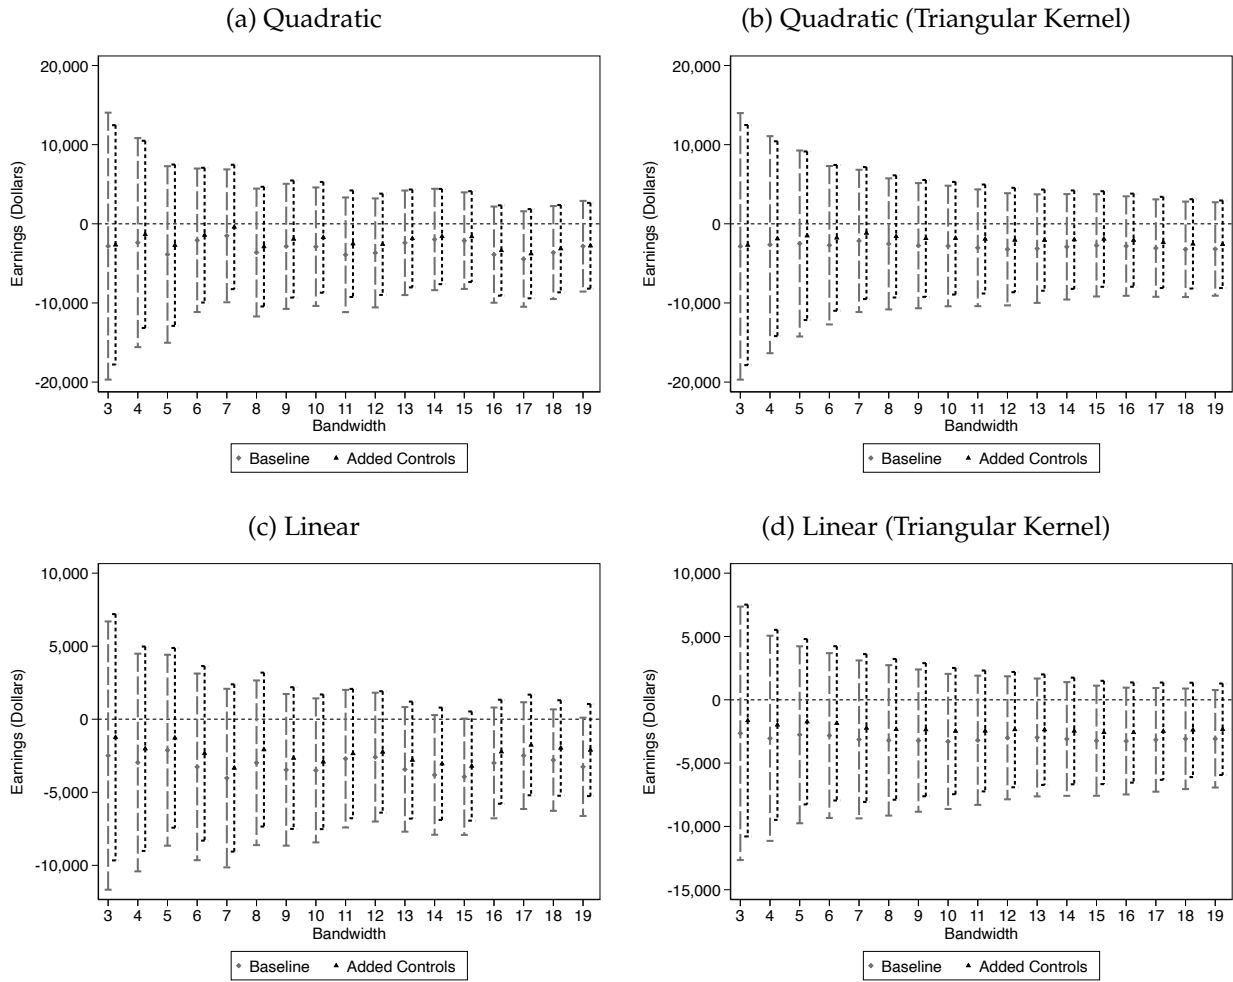 (a) Quadratic
20,000
10,000
0
-10,000
-20,000
Earnings (Dollars)
3 4 5 6 7 8 9 10 11 12 13 14 15 16 17 18 19
Bandwidth
Baseline Added Controls
(b) Quadratic (Triangular Kernel)
20,000
10,000
0
-10,000
-20,000
Earnings (Dollars)
3 4 5 6 7 8 9 10 11 12 13 14 15 16 17 18 19
Bandwidth
Baseline Added Controls
(c) Linear
10,000
5,000
0
-5,000
-10,000
Earnings (Dollars)
3 4 5 6 7 8 9 10 11 12 13 14 15 16 17 18 19
Bandwidth
Baseline Added Controls
(d) Linear (Triangular Kernel)
10,000
5,000
0
-5,000
-10,000
-15,000
Earnings (Dollars)
3 4 5 6 7 8 9 10 11 12 13 14 15 16 17 18 19
Bandwidth
Baseline Added Controls